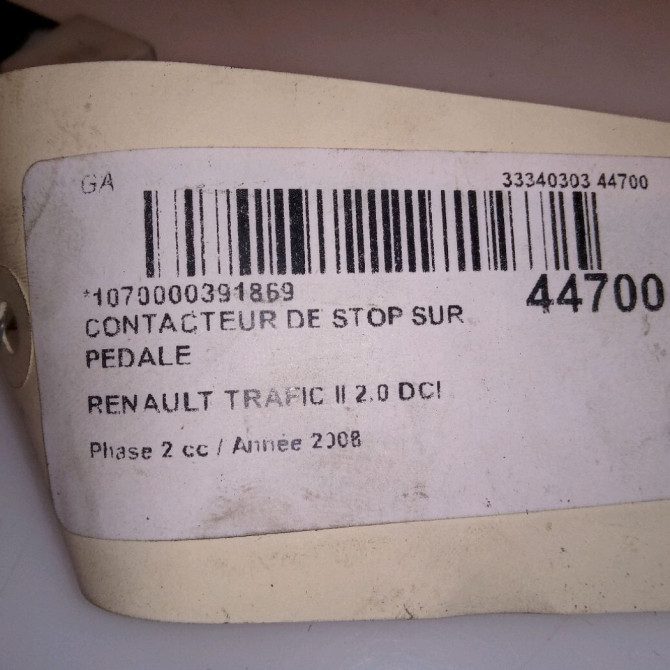 GA
33340303 44700
*1070000391869
44700
CONTACTEUR DE STOP SUR
PEDALE
RENAULT TRAFIC II 2.0 DCI
Phase 2 cc / Année 2008